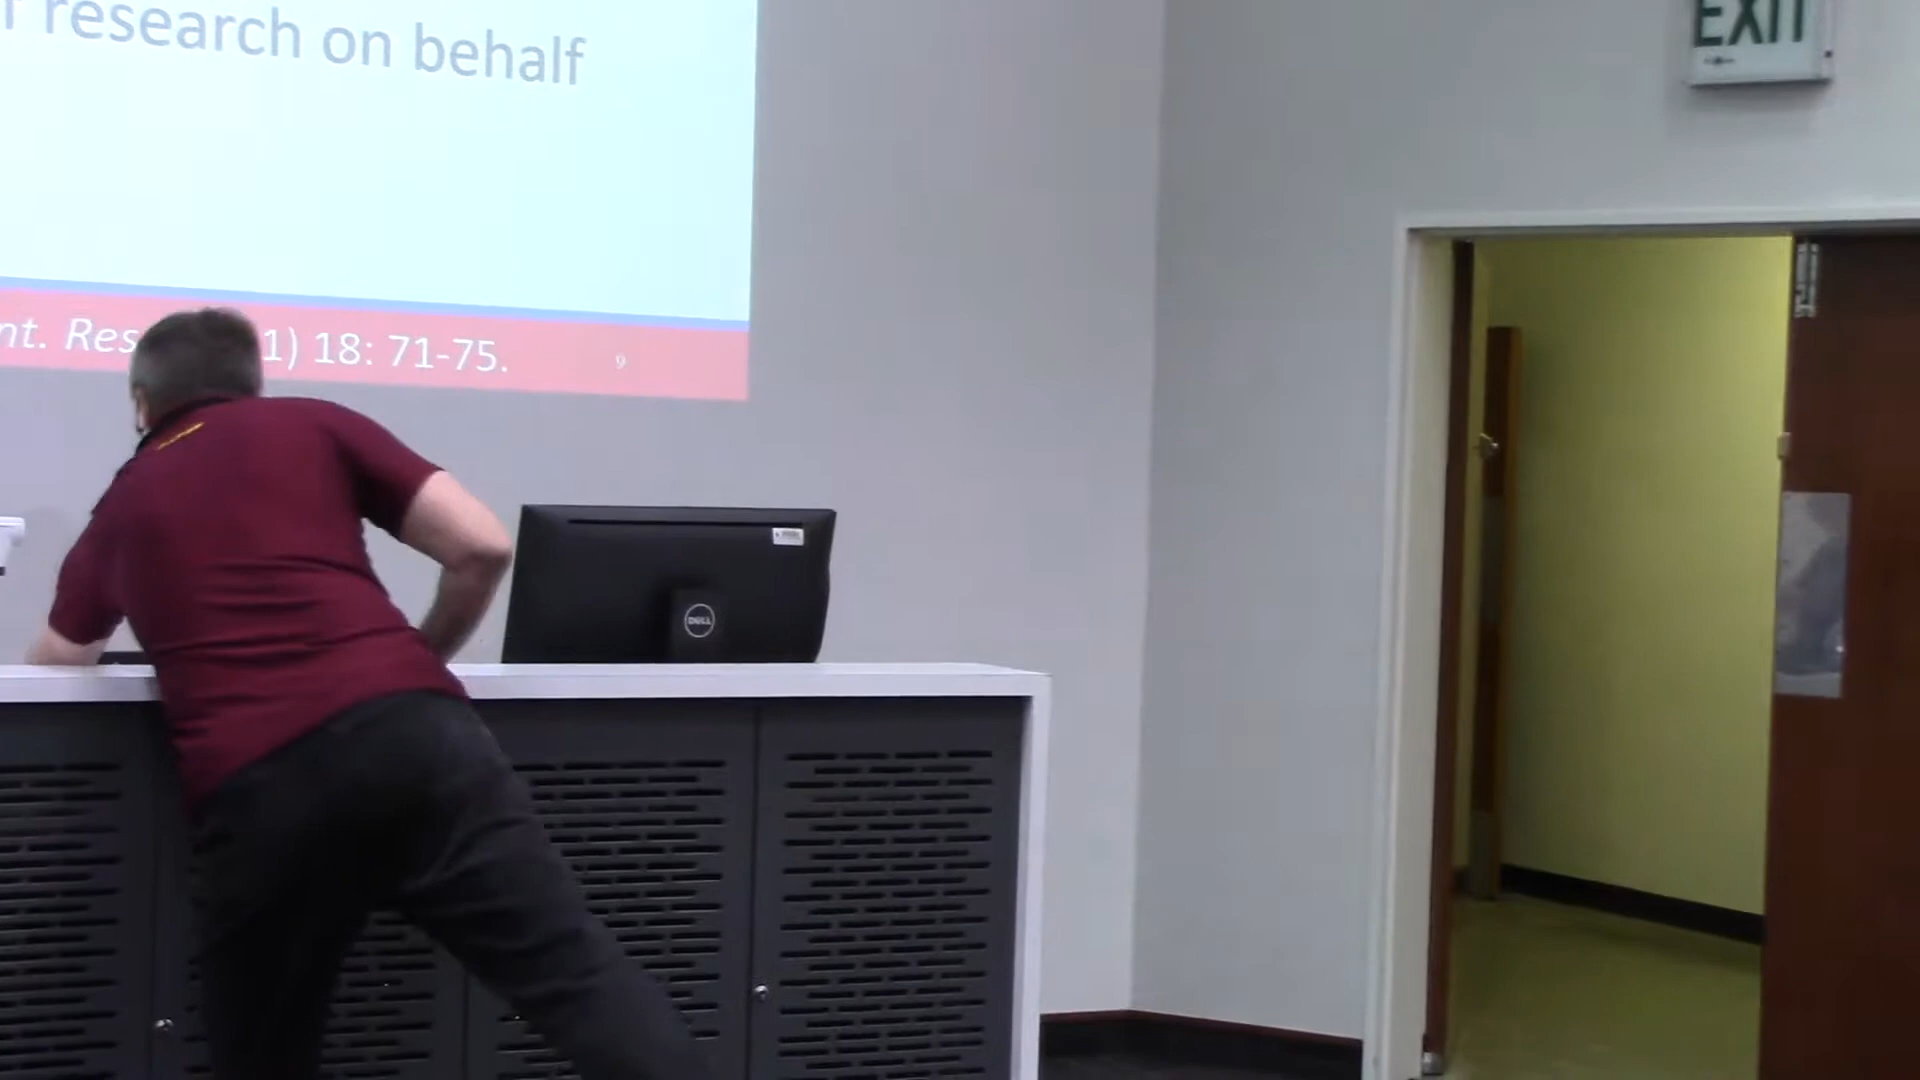 research on behalf
EXIT
nt. Res
1) 18: 71-75.
9
DELL